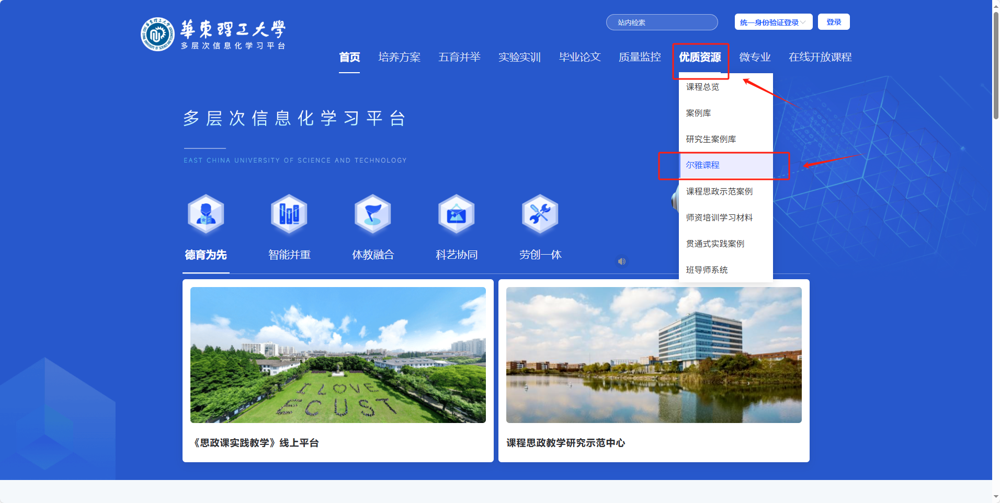 華東理工大學
多层次信息化学习平台
站内检索
统一身份验证登录
登录
首页 培养方案 五育并举 实验实训 毕业论文 质量监控 优质资源 微专业 在线开放课程
课程总览
案例库
研究生案例库
尔雅课程
课程思政示范案例
师资培训学习材料
贯通式实践案例
班导师系统
多层次信息化学习平台
EAST CHINA UNIVERSITY OF SCIENCE AND TECHNOLOGY
德育为先 智能并重 体教融合 科艺协同 劳创一体
I LOVE
ECUST
《思政课实践教学》线上平台
课程思政教学研究示范中心